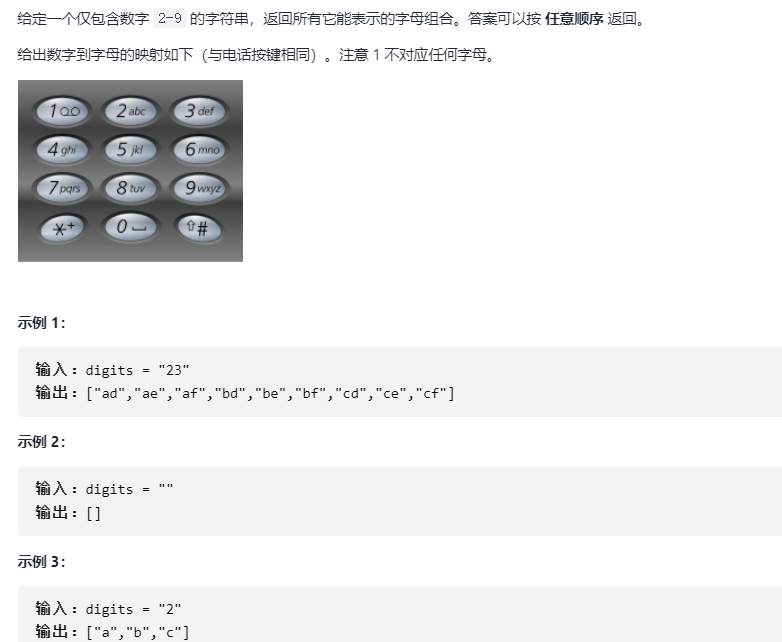 给定一个仅包含数字 2-9 的字符串，返回所有它能表示的字母组合。答案可以按 任意顺序 返回。
给出数字到字母的映射如下（与电话按键相同）。注意 1 不对应任何字母。
1 2 abc 3 def
4 ghi 5 jkl 6 mno
7 pqrs 8 tuv 9 wxyz
*+ 0 ⇧#
示例 1：
输入：digits = "23"
输出：["ad","ae","af","bd","be","bf","cd","ce","cf"]
示例 2：
输入：digits = ""
输出：[]
示例 3：
输入：digits = "2"
输出：["a","b","c"]